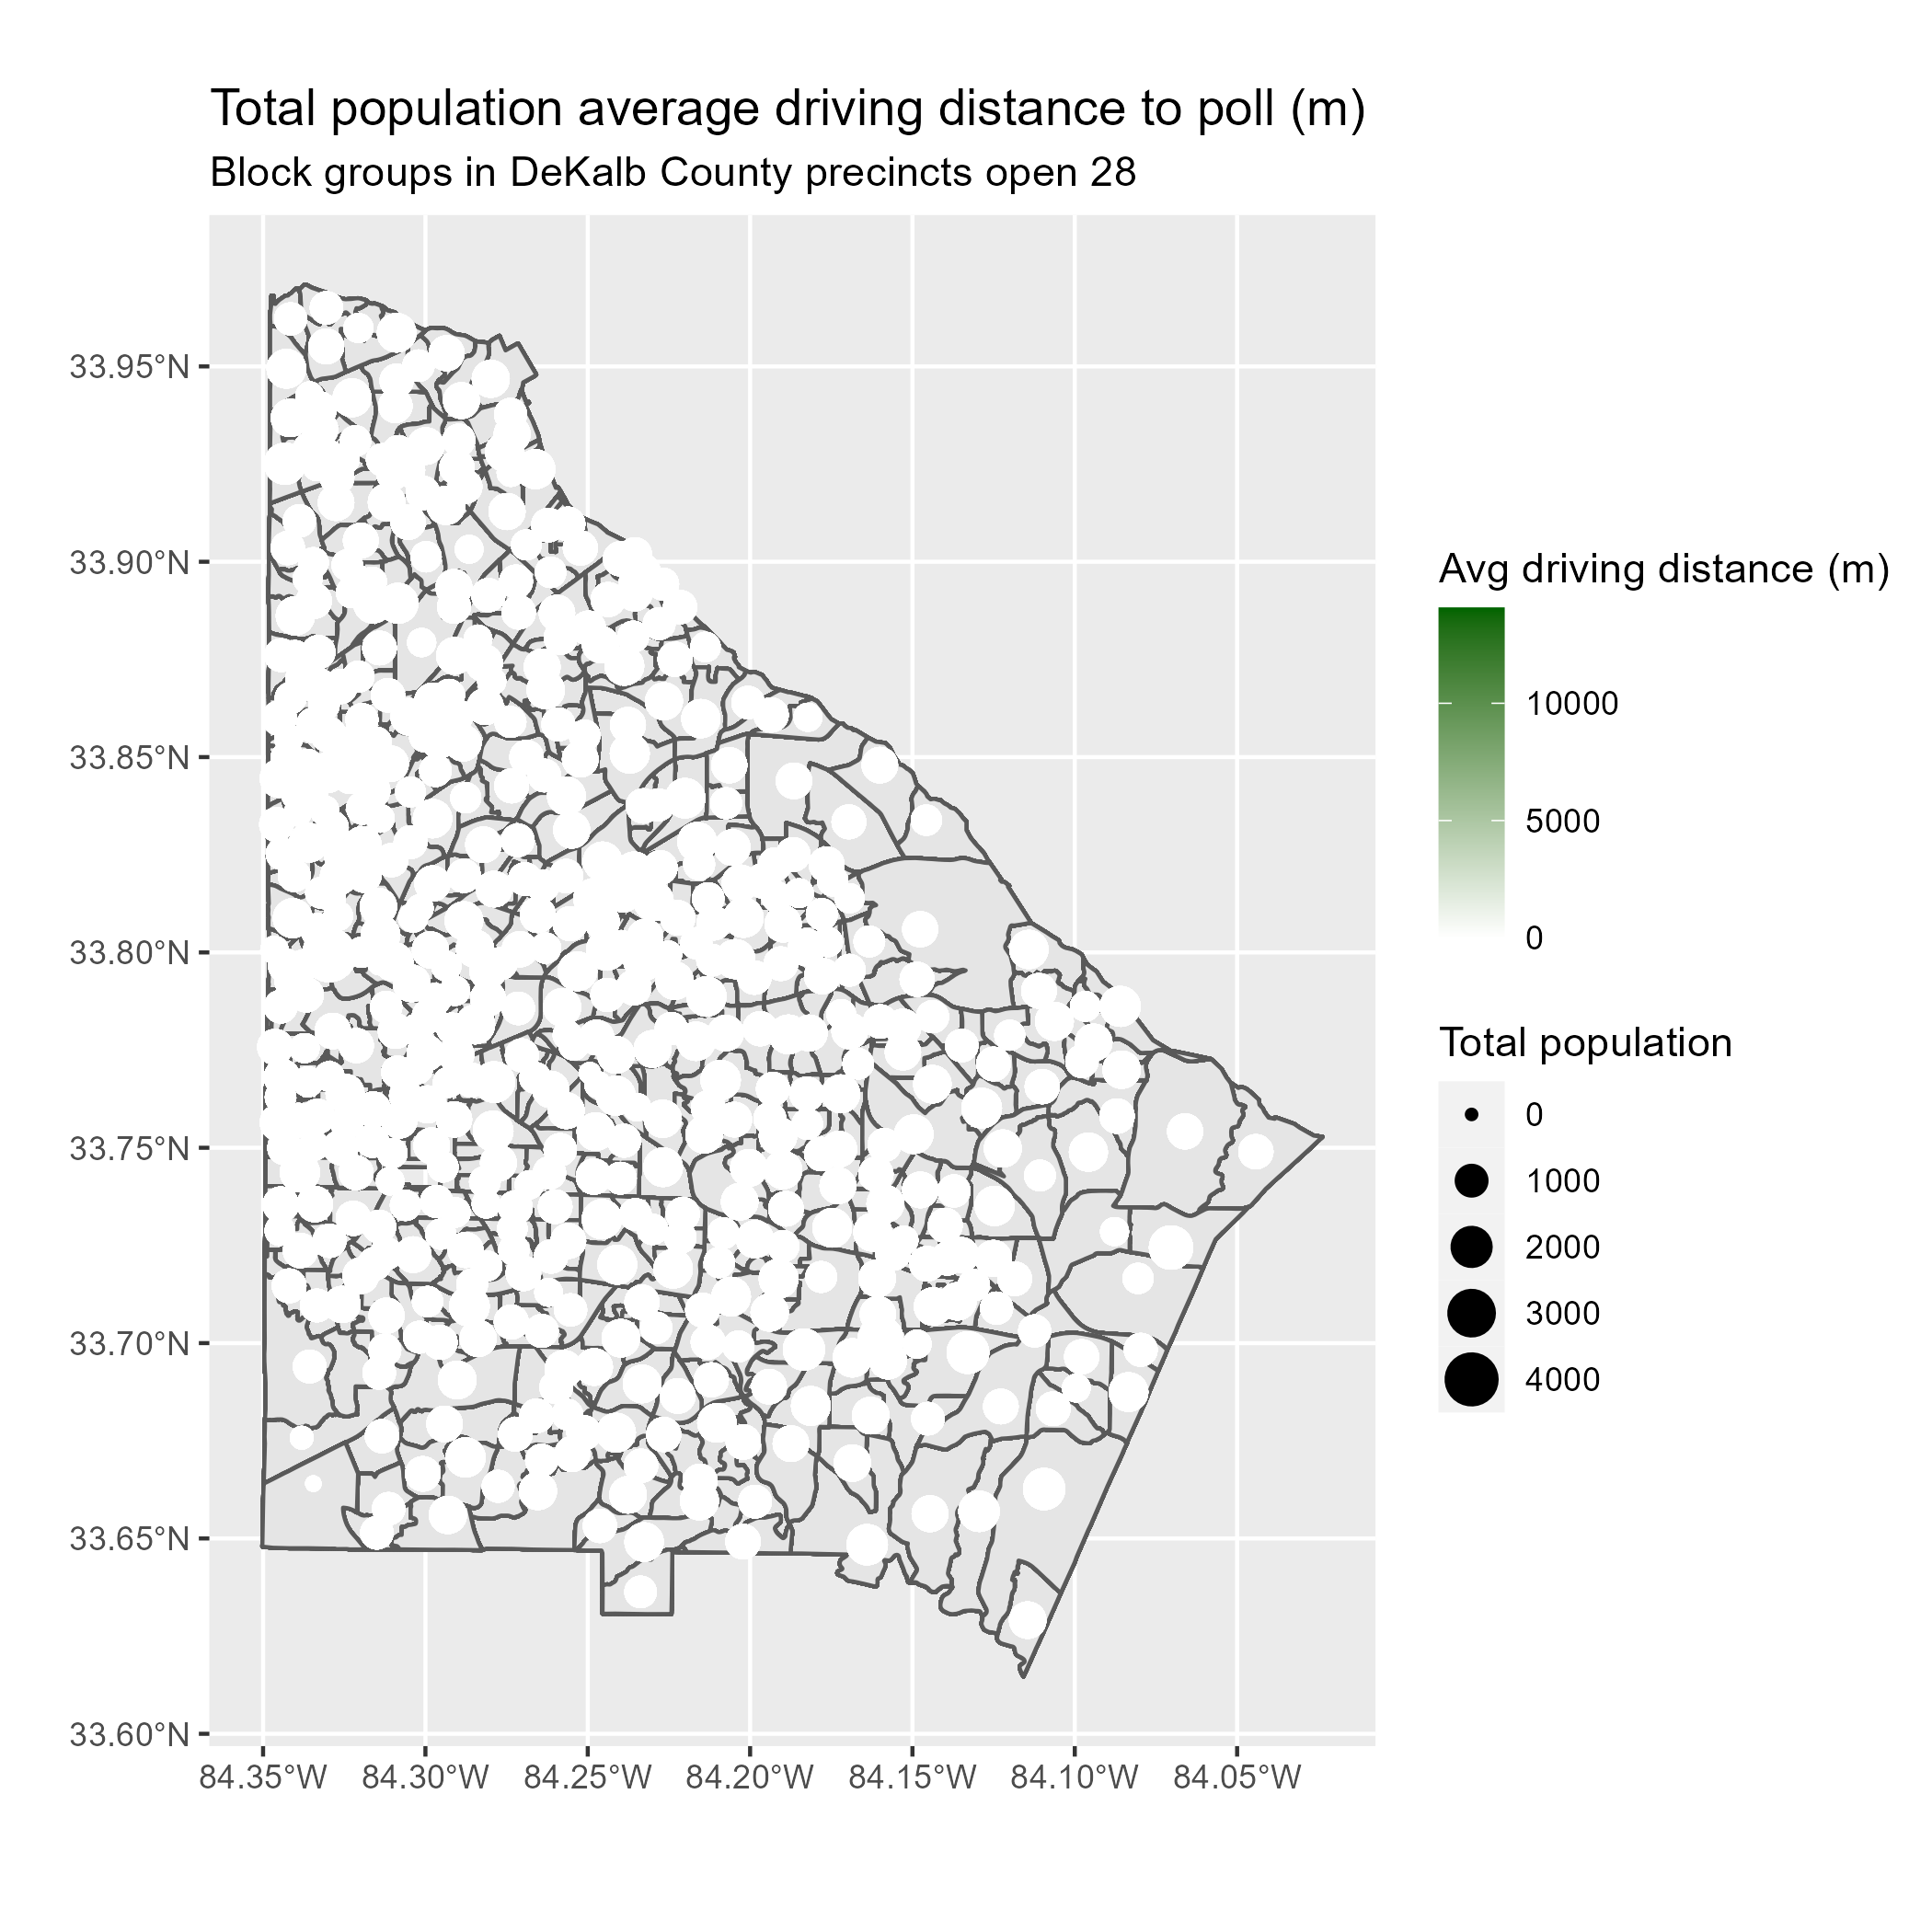 Total population average driving distance to poll (m)
Block groups in DeKalb County precincts open 28
33.95°N
33.90°N
33.85°N
33.80°N
33.75°N
33.70°N
33.65°N
33.60°N
84.35°W 84.30°W 84.25°W 84.20°W 84.15°W 84.10°W 84.05°W
Avg driving distance (m)
10000
5000
0
Total population
0
1000
2000
3000
4000